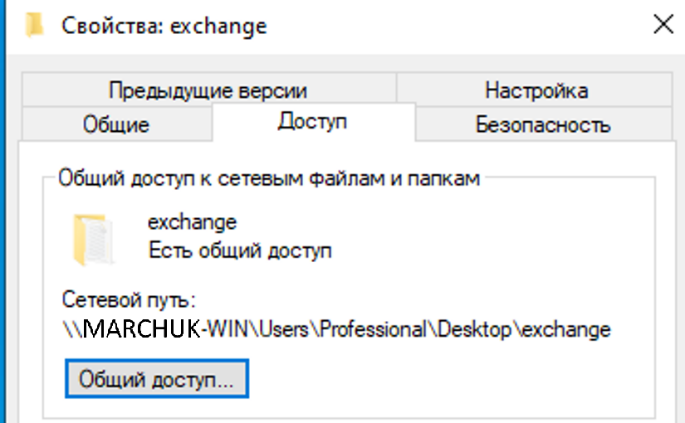 Свойства: exchange
Предыдущие версии
Настройка
Общие
Доступ
Безопасность
Общий доступ к сетевым файлам и папкам
exchange
Есть общий доступ
Сетевой путь:
\\MARCHUK-WIN\Users\Professional\Desktop\exchange
Общий доступ...